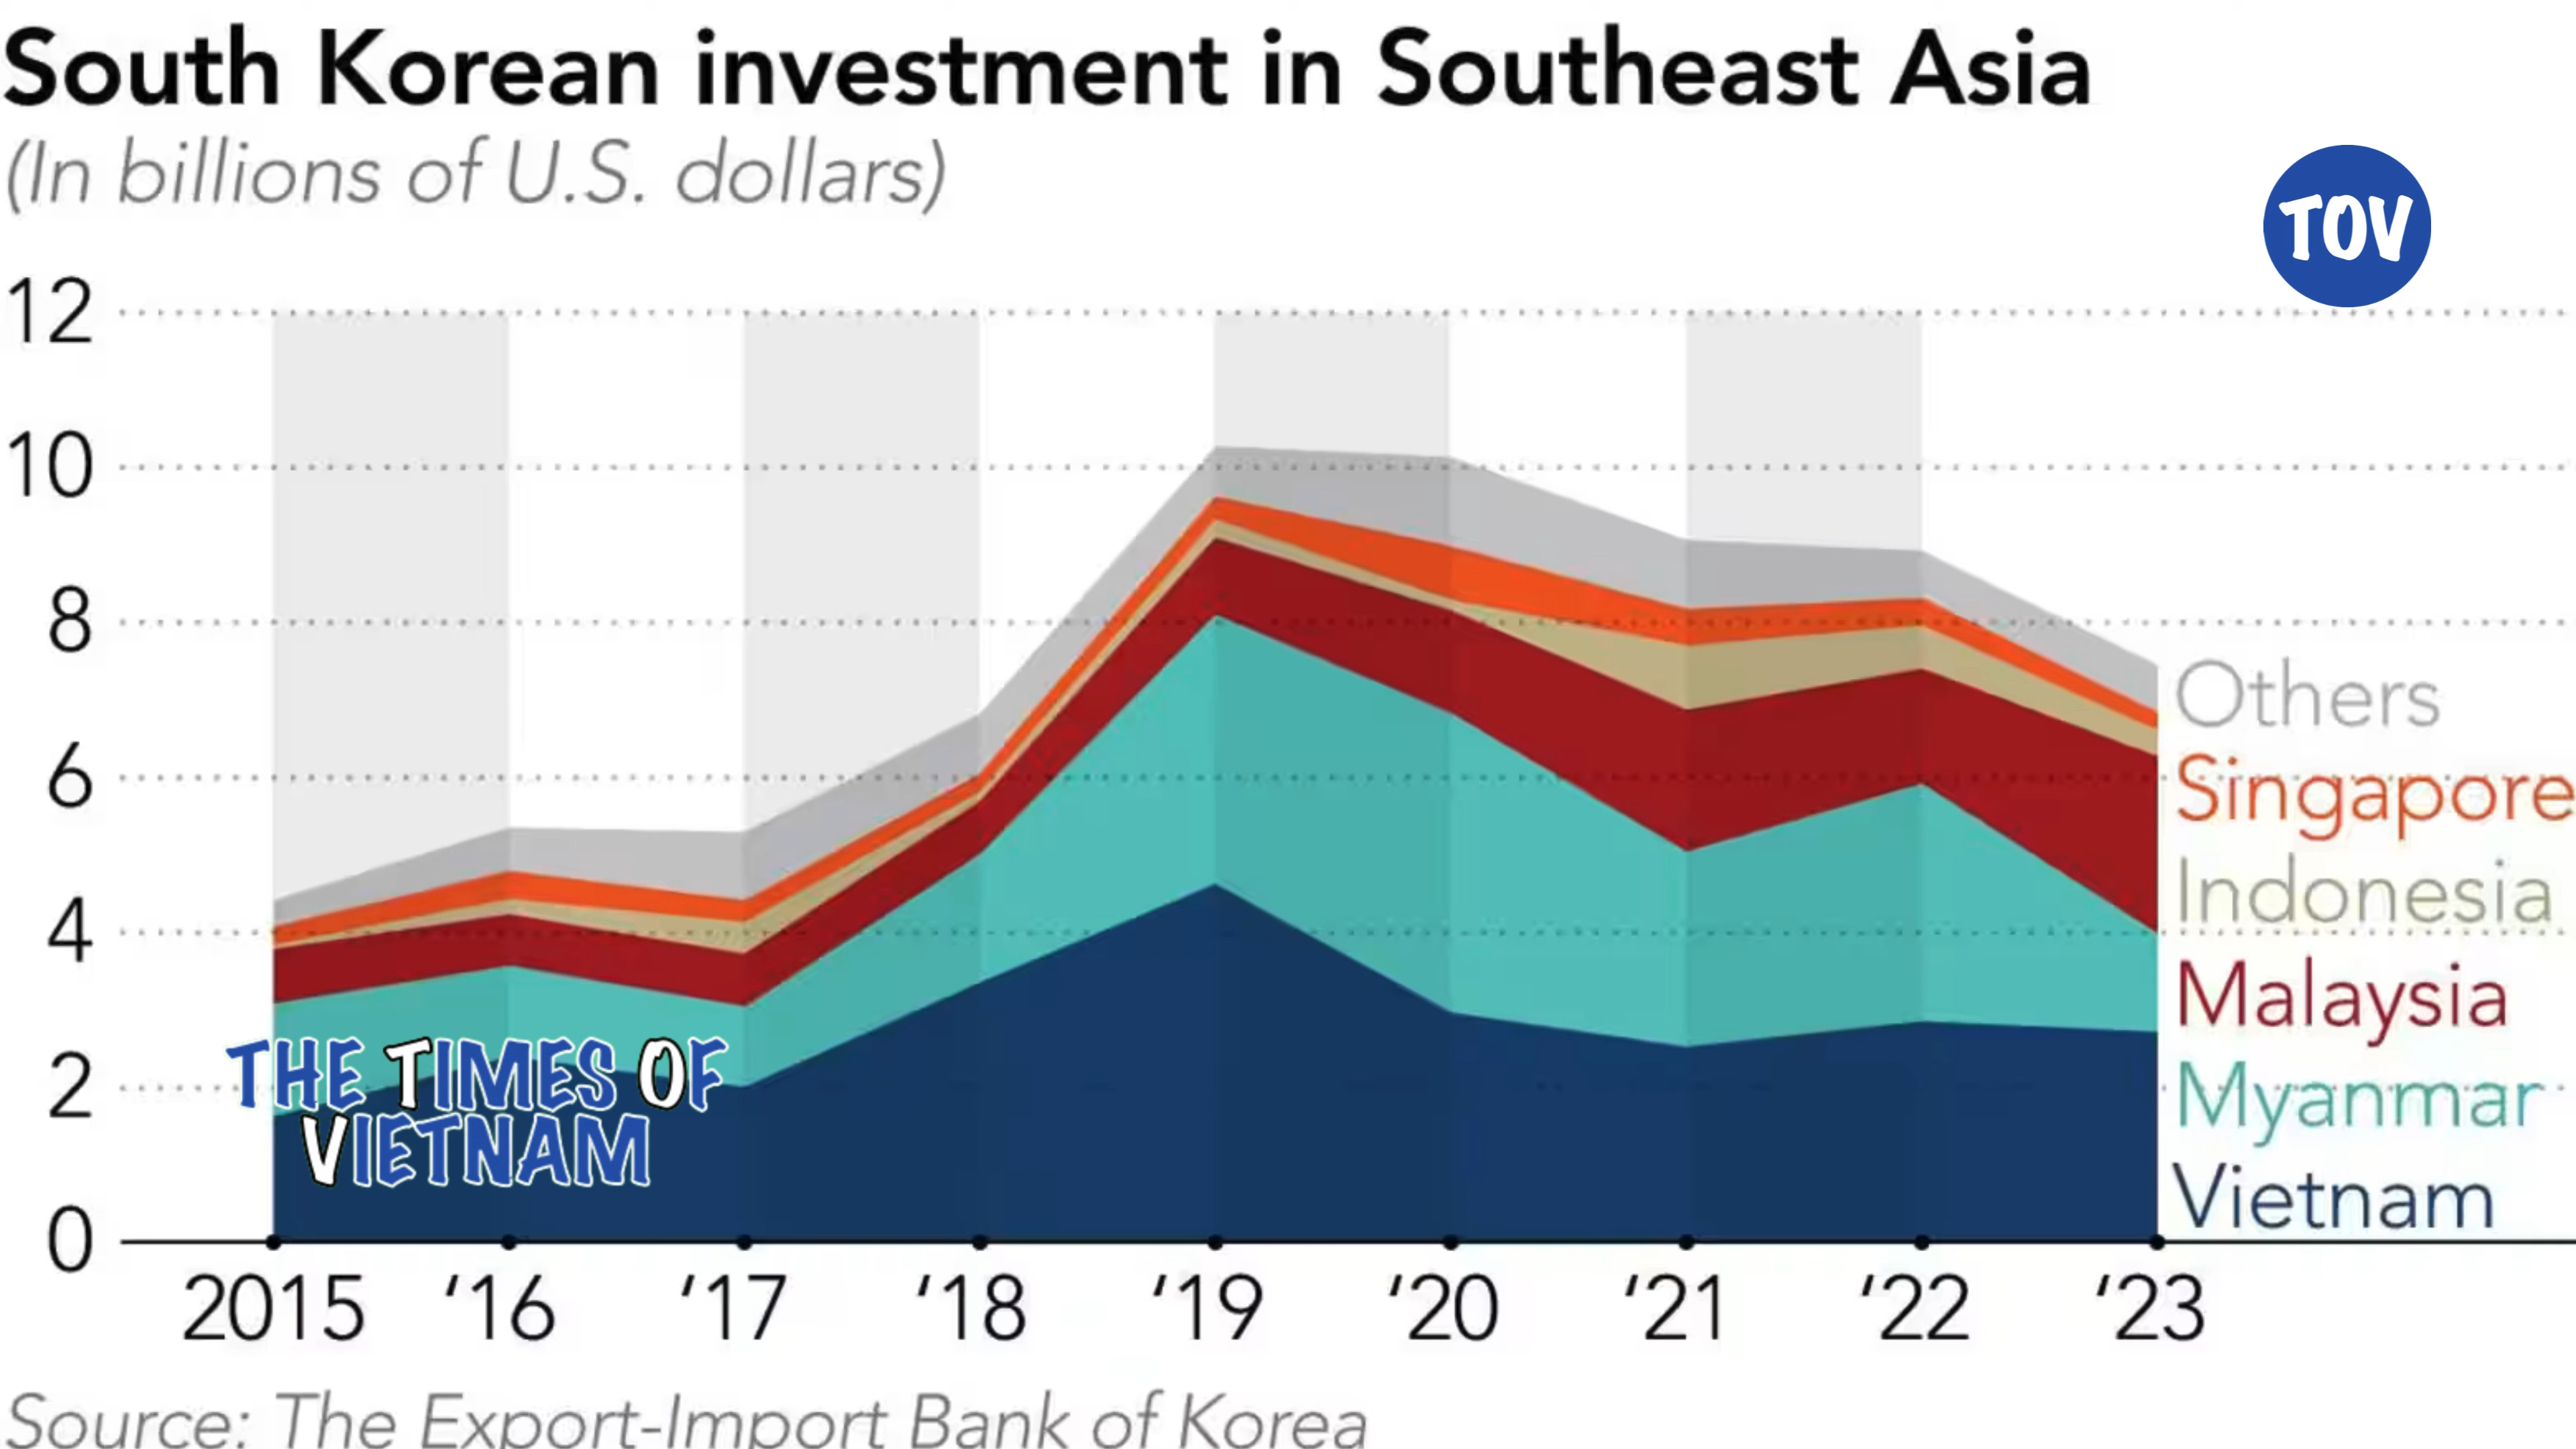 South Korean investment in Southeast Asia
(In billions of U.S. dollars)
TOV
12
10
8
6
4
2
0
Others
Singapore
Indonesia
Malaysia
Myanmar
Vietnam
THE TIMES OF
VIETNAM
2015 ‘16 ‘17 ‘18 ‘19 ‘20 ‘21 ‘22 ‘23
Source: The Export-Import Bank of Korea